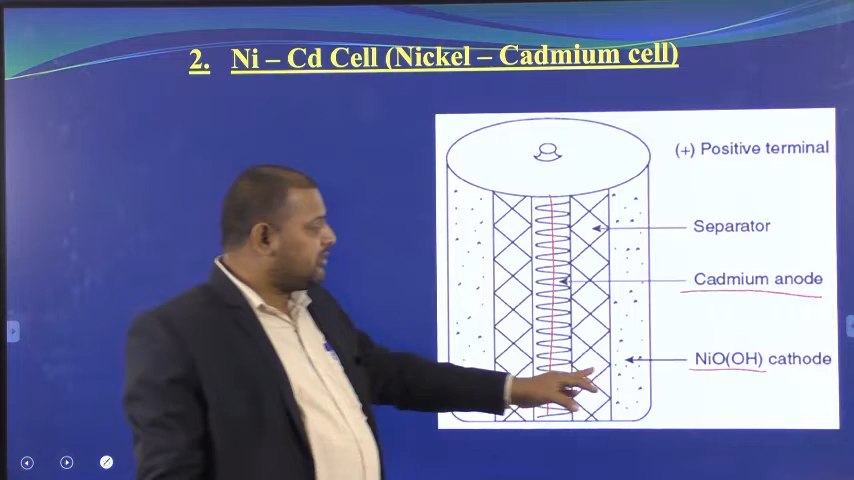 2. Ni – Cd Cell (Nickel – Cadmium cell)
(+) Positive terminal
Separator
Cadmium anode
NiO(OH) cathode